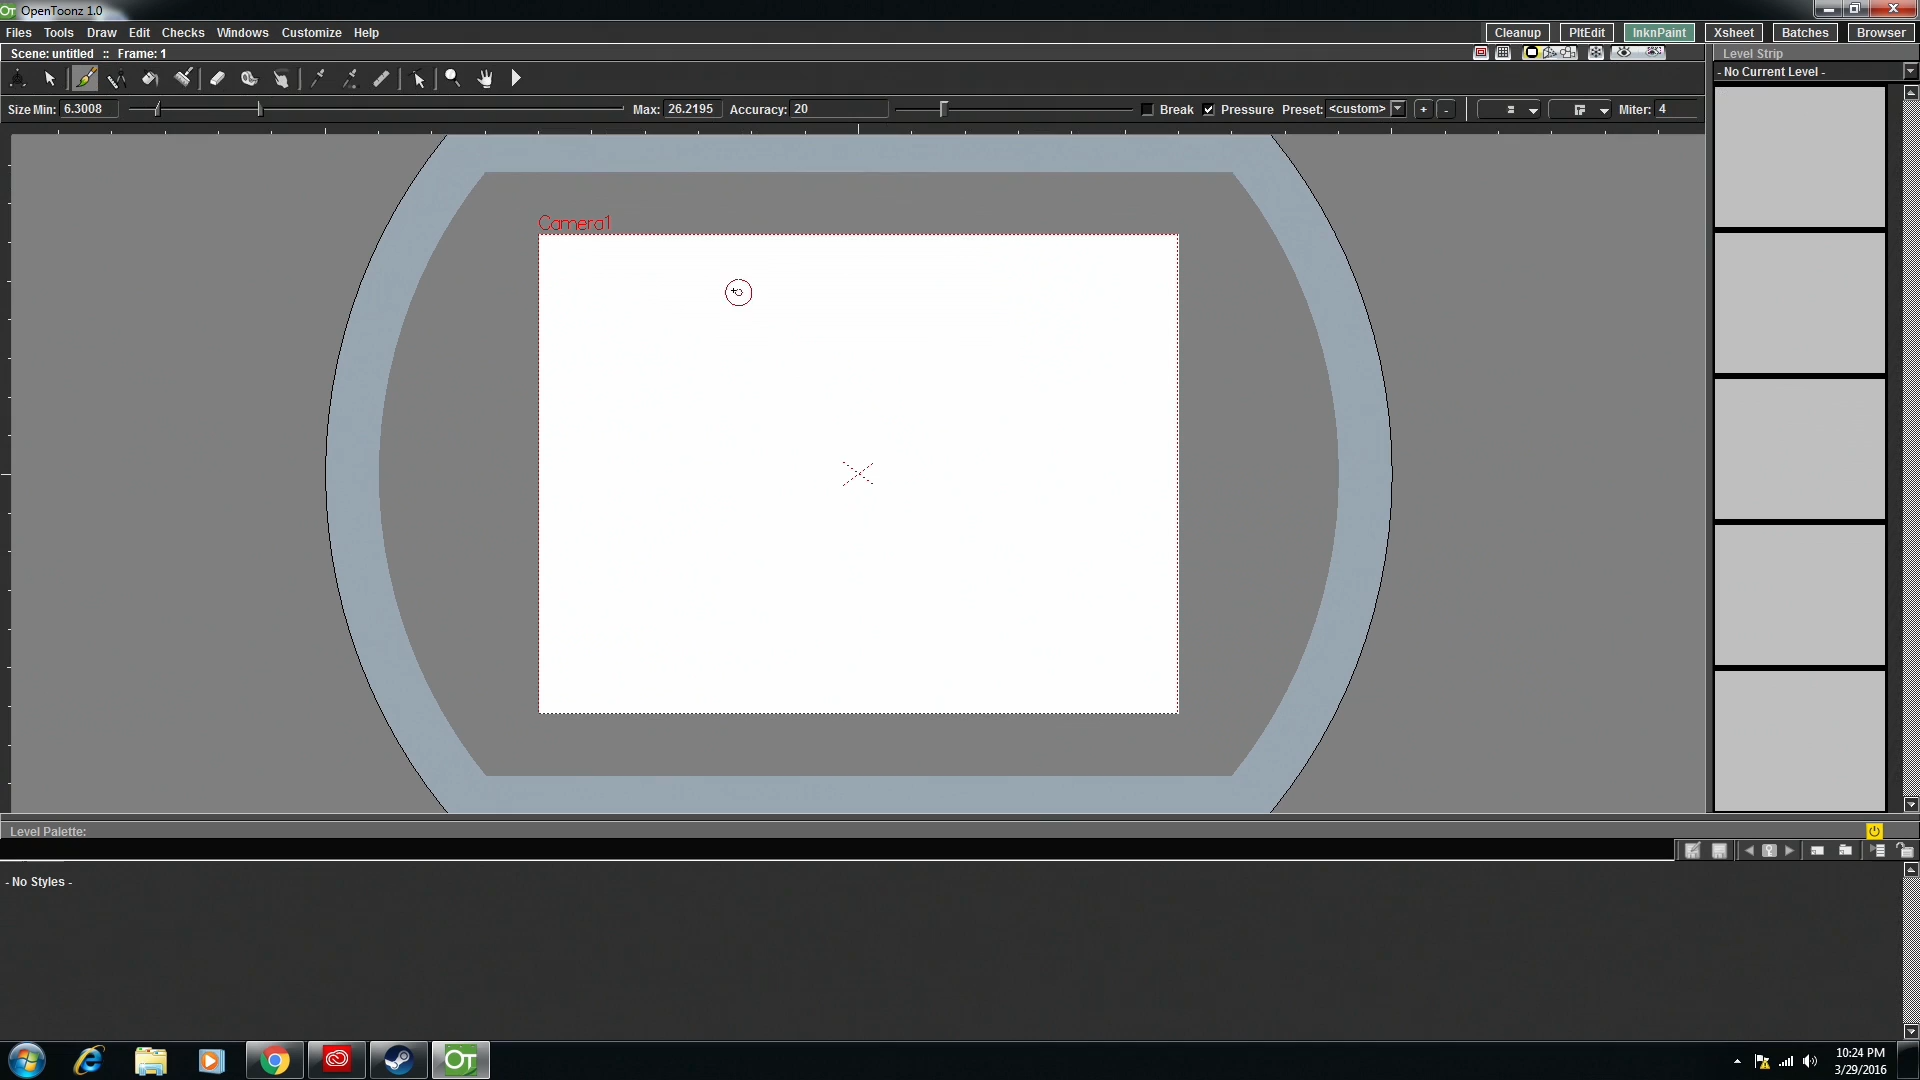 OT OpenToonz 1.0
Files Tools Draw Edit Checks Windows Customize Help
Cleanup PltEdit InknPaint Xsheet Batches Browser
Scene: untitled :: Frame: 1
Level Strip
- No Current Level -
Size Min: 6.3008 Max: 26.2195 Accuracy: 20 Break Pressure Preset: <custom> + - Miter: 4
Camera1
Level Palette:
- No Styles -
OT
10:24 PM
3/29/2016